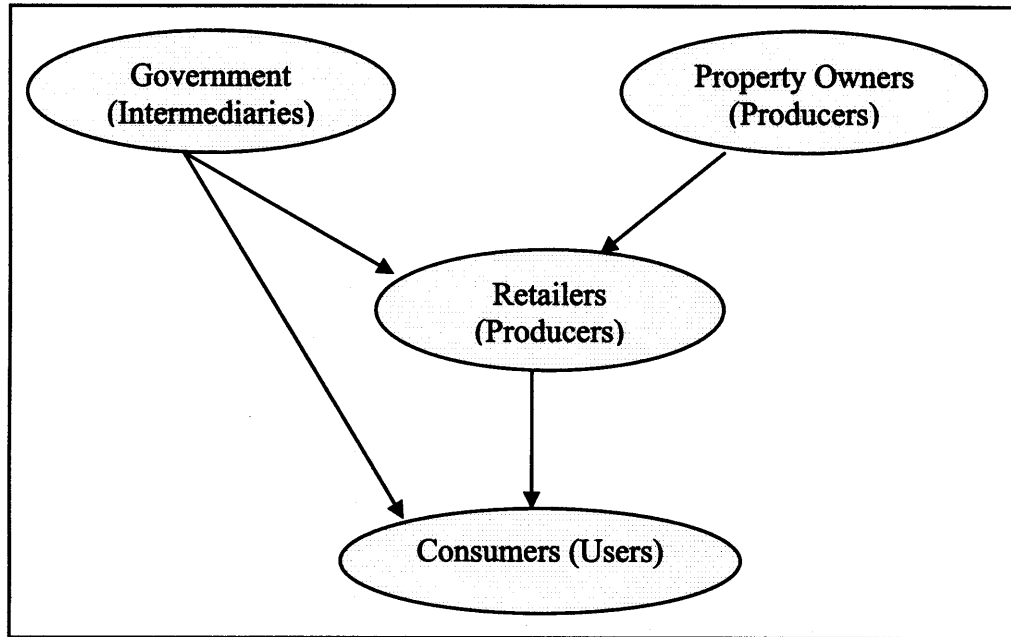 Government
(Intermediaries)
Property Owners
(Producers)
Retailers
(Producers)
Consumers (Users)